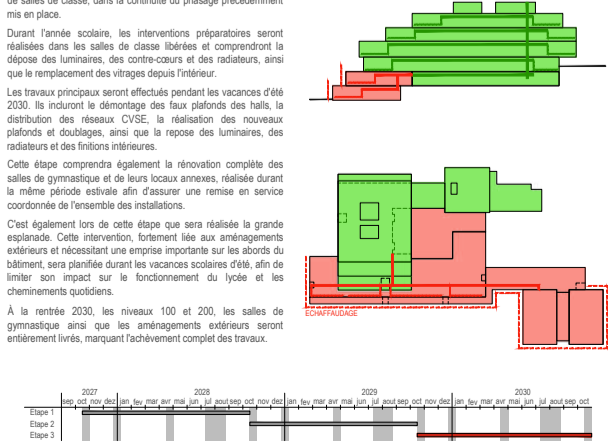 de salles de classe, dans la continuité du phasage précédemment
mis en place.
Durant l'année scolaire, les interventions préparatoires seront
réalisées dans les salles de classe libérées et comprendront la
dépose des luminaires, des contre-cœurs et des radiateurs, ainsi
que le remplacement des vitrages depuis l'intérieur.
Les travaux principaux seront effectués pendant les vacances d'été
2030. Ils incluront le démontage des faux plafonds des halls, la
distribution des réseaux CVSE, la réalisation des nouveaux
plafonds et doublages, ainsi que la repose des luminaires, des
radiateurs et des finitions intérieures.
Cette étape comprendra également la rénovation complète des
salles de gymnastique et de leurs locaux annexes, réalisée durant
la même période estivale afin d'assurer une remise en service
coordonnée de l'ensemble des installations.
C'est également lors de cette étape que sera réalisée la grande
esplanade. Cette intervention, fortement liée aux aménagements
extérieurs et nécessitant une emprise importante sur les abords du
bâtiment, sera planifiée durant les vacances scolaires d'été, afin de
limiter son impact sur le fonctionnement du lycée et les
cheminements quotidiens.
À la rentrée 2030, les niveaux 100 et 200, les salles de
gymnastique ainsi que les aménagements extérieurs seront
entièrement livrés, marquant l'achèvement complet des travaux.
ÉCHAFFAUDAGE
2027 2028 2029 2030
sep oct nov dez jan fev mar avr mai jun jul aout sep oct nov dez jan fev mar avr mai jun jul aout sep oct nov dez jan fev mar avr mai jun jul aout sep oct
Etape 1
Etape 2
Etape 3